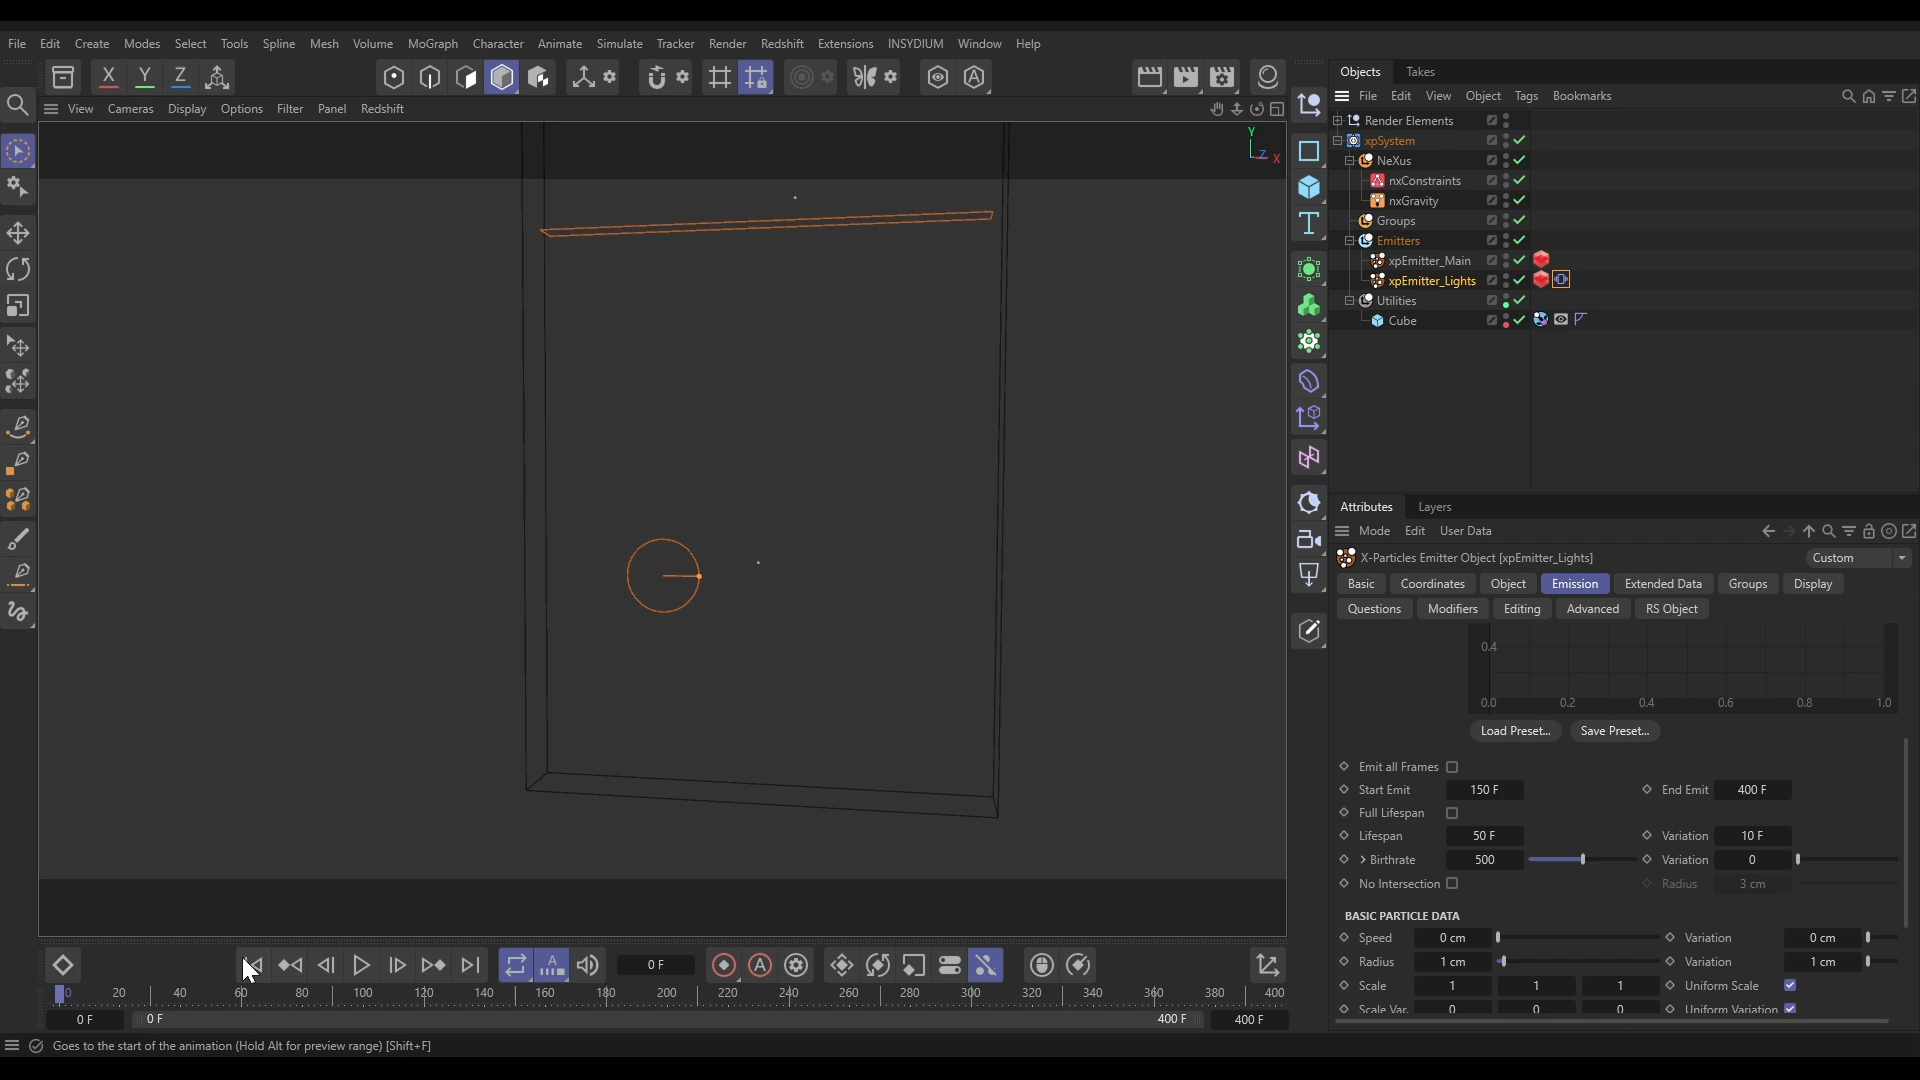 File Edit Create Modes Select Tools Spline Mesh Volume MoGraph Character Animate Simulate Tracker Render Redshift Extensions INSYDIUM Window Help
X Y Z
View Cameras Display Options Filter Panel Redshift
Y
Z X
Objects Takes
File Edit View Object Tags Bookmarks
Render Elements
xpSystem
NeXus
nxConstraints
nxGravity
Groups
Emitters
xpEmitter_Main
xpEmitter_Lights
Utilities
Cube
Attributes Layers
Mode Edit User Data
X-Particles Emitter Object [xpEmitter_Lights] Custom
Basic Coordinates Object Emission Extended Data Groups Display
Questions Modifiers Editing Advanced RS Object
0.4
0.0 0.2 0.4 0.6 0.8 1.0
Load Preset... Save Preset...
Emit all Frames
Start Emit 150 F End Emit 400 F
Full Lifespan
Lifespan 50 F Variation 10 F
Birthrate 500 Variation 0
No Intersection Radius 3 cm
BASIC PARTICLE DATA
Speed 0 cm Variation 0 cm
Radius 1 cm Variation 1 cm
Scale 1 1 1 Uniform Scale
Scale Var. 0 0 0 Uniform Variation
0 F
0 20 40 60 80 100 120 140 160 180 200 220 240 260 280 300 320 340 360 380 400
0 F 0 F 400 F 400 F
Goes to the start of the animation (Hold Alt for preview range) [Shift+F]